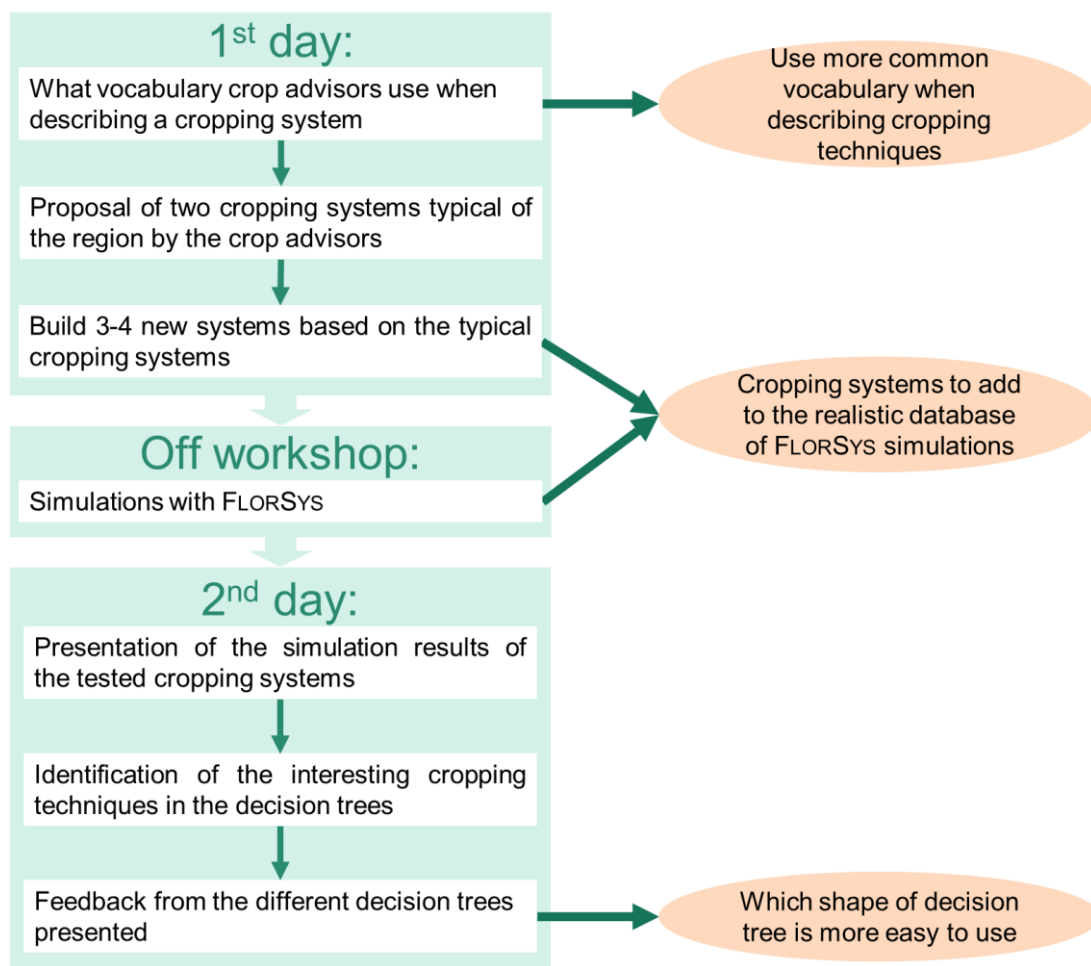 1st day:
What vocabulary crop advisors use when
describing a cropping system
Use more common
vocabulary when
describing cropping
techniques
Proposal of two cropping systems typical of
the region by the crop advisors
Build 3-4 new systems based on the typical
cropping systems
Cropping systems to add
to the realistic database
of FLORSYS simulations
Off workshop:
Simulations with FLORSYS
2nd day:
Presentation of the simulation results of
the tested cropping systems
Identification of the interesting cropping
techniques in the decision trees
Feedback from the different decision trees
presented
Which shape of decision
tree is more easy to use